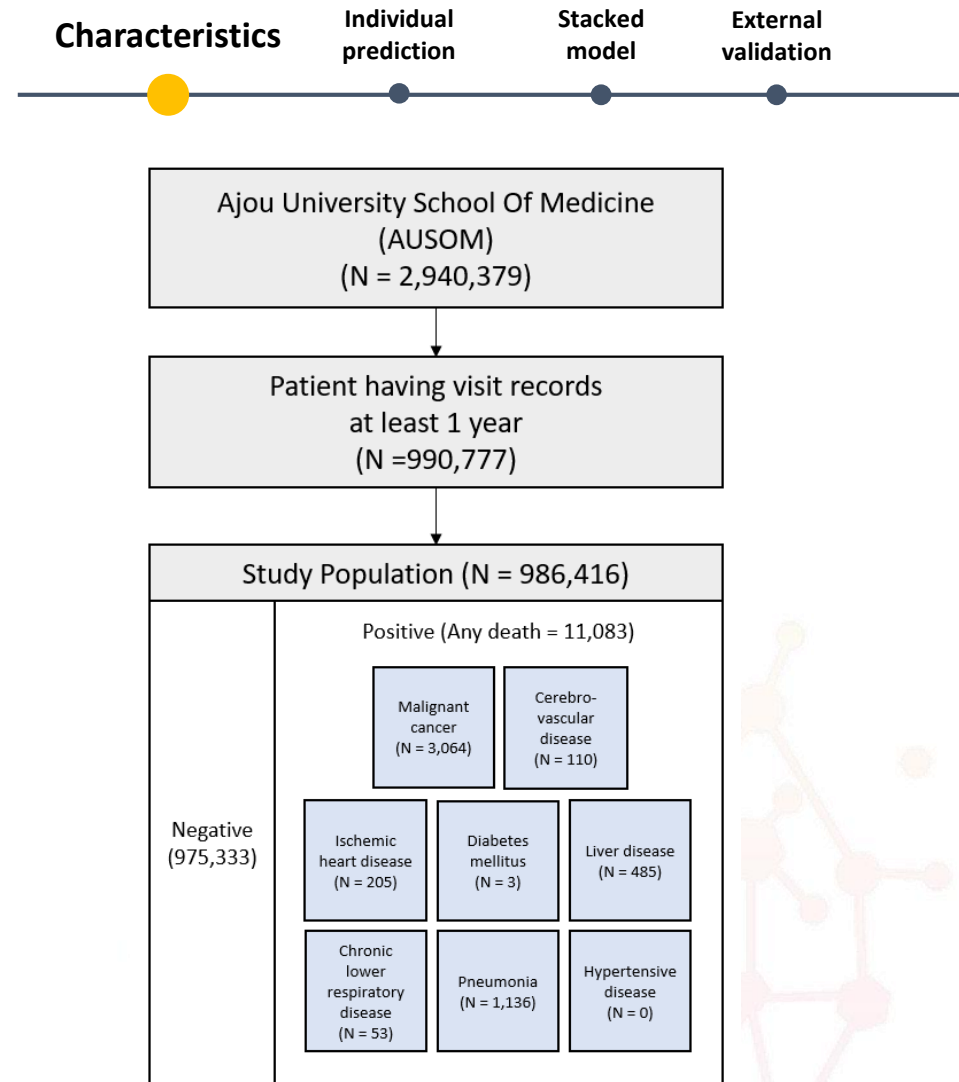 Characteristics
Individual
prediction
Stacked
model
External
validation
Ajou University School Of Medicine
(AUSOM)
(N = 2,940,379)
Patient having visit records
at least 1 year
(N =990,777)
Study Population (N = 986,416)
Negative
(975,333)
Positive (Any death = 11,083)
Malignant
cancer
(N = 3,064)
Cerebro-
vascular
disease
(N = 110)
Ischemic
heart disease
(N = 205)
Diabetes
mellitus
(N = 3)
Liver disease
(N = 485)
Chronic
lower
respiratory
disease
(N = 53)
Pneumonia
(N = 1,136)
Hypertensive
disease
(N = 0)